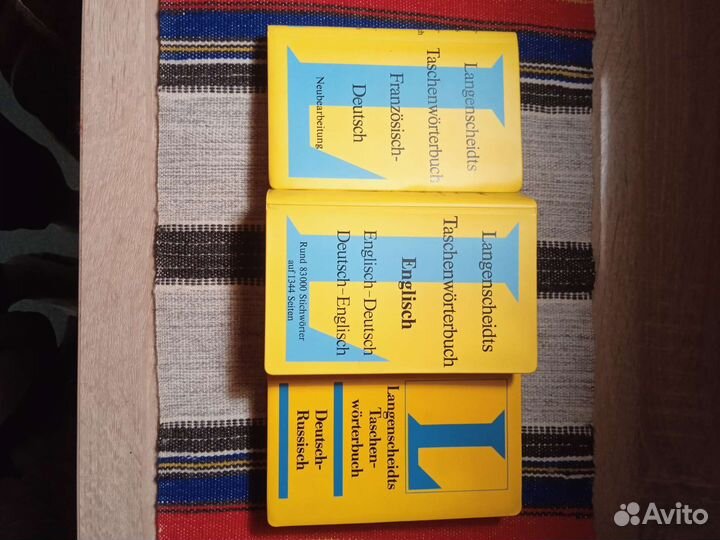 Langenscheidts
Taschenwörterbuch
Französisch-
Deutsch
Neubearbeitung
Langenscheidts
Taschenwörterbuch
Englisch
Englisch–Deutsch
Deutsch–Englisch
Rund 83000 Stichwörter
auf 1344 Seiten
L
Langenscheidts
Taschen-
wörterbuch
Deutsch-
Russisch
Avito